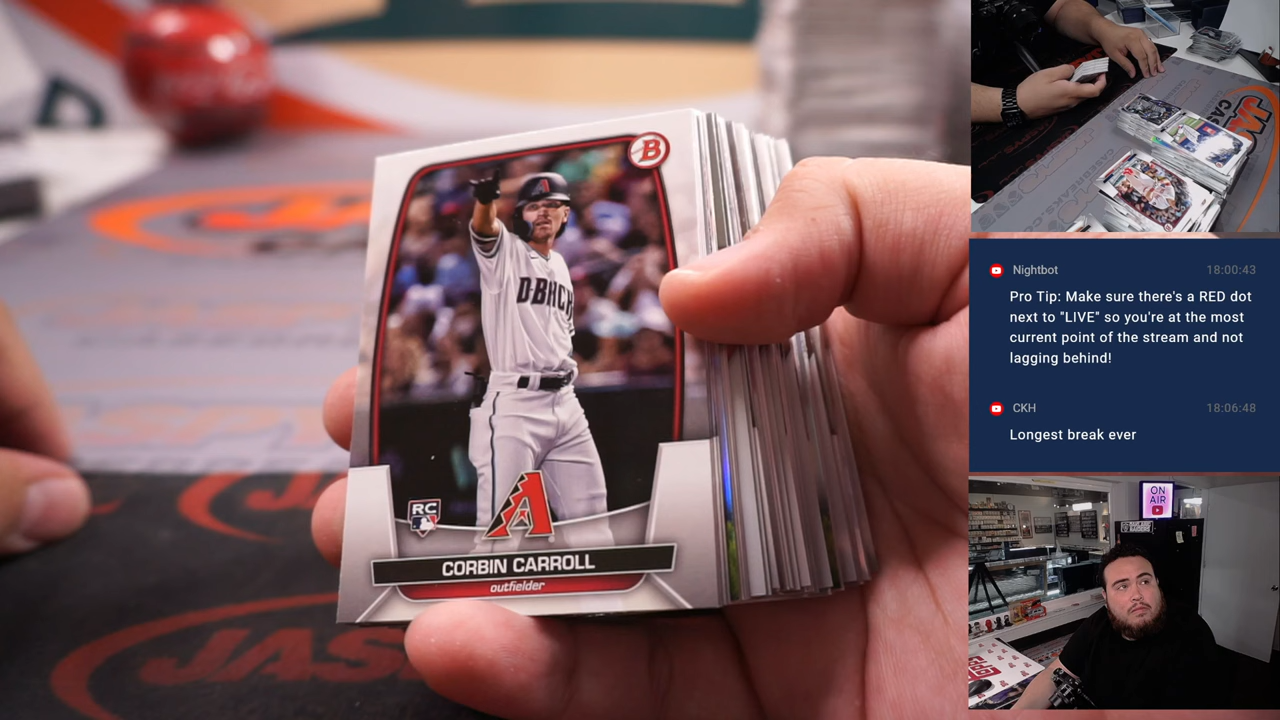 B
D-BACK
RC
A
CORBIN CARROLL
outfielder
JAS
Nightbot 18:00:43
Pro Tip: Make sure there's a RED dot
next to "LIVE" so you're at the most
current point of the stream and not
lagging behind!
CKH 18:06:48
Longest break ever
ON
AIR